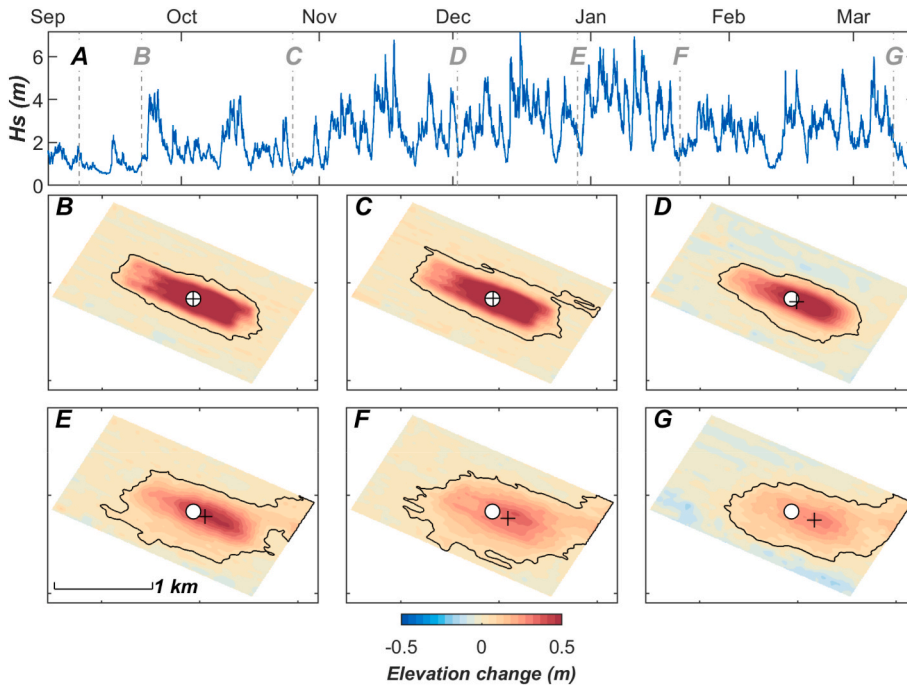 Sep Oct Nov Dec Jan Feb Mar
A B C D E F G
6
4
2
0
Hs (m)
B C D
E F G
1 km
-0.5 0 0.5
Elevation change (m)